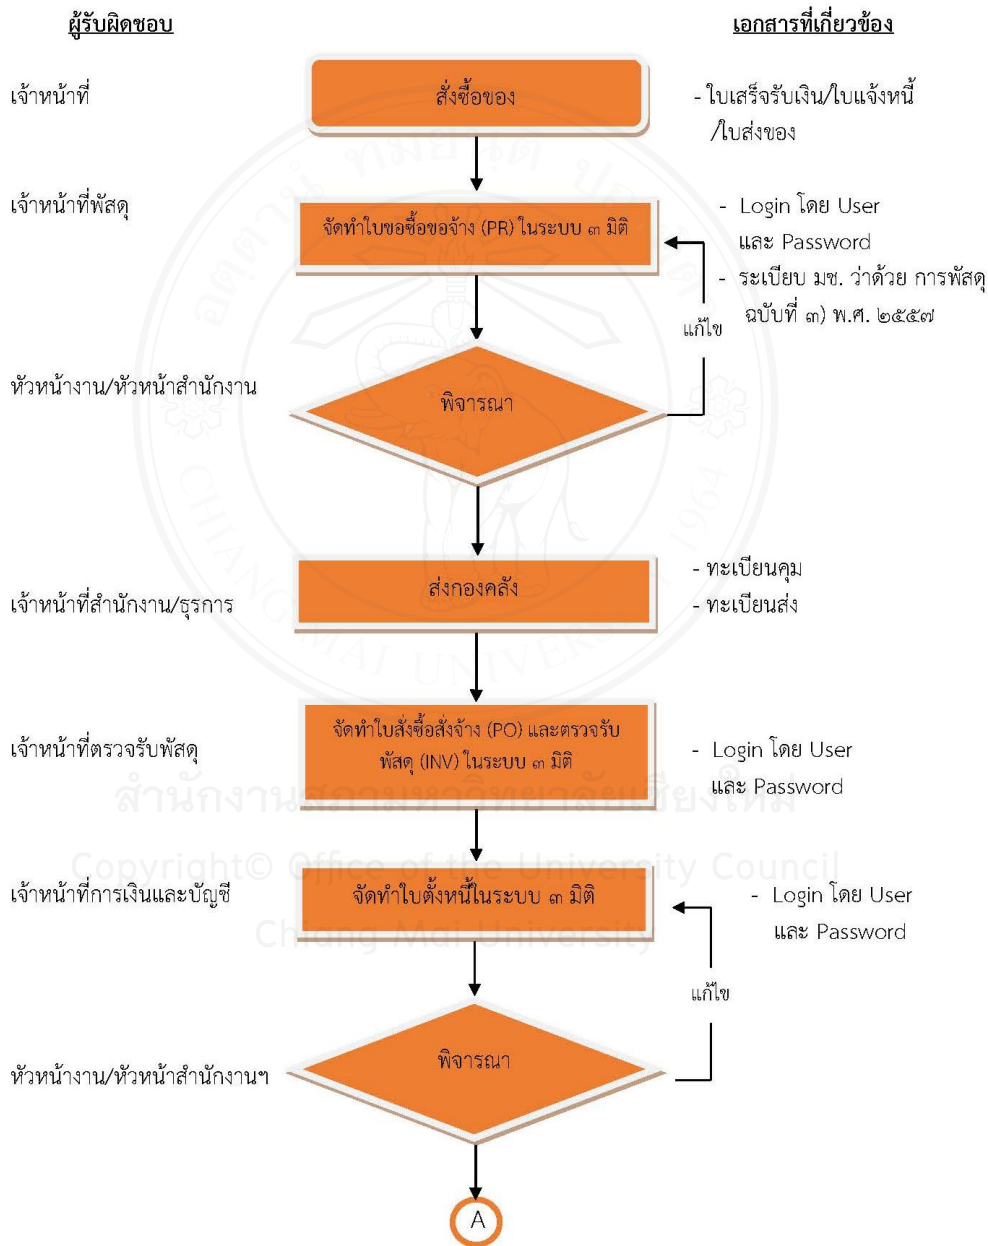 ผู้รับผิดชอบ
เอกสารที่เกี่ยวข้อง
เจ้าหน้าที่
สั่งซื้อของ
- ใบเสร็จรับเงิน/ใบแจ้งหนี้
/ใบส่งของ
เจ้าหน้าที่พัสดุ
จัดทำใบขอซื้อขอจ้าง (PR) ในระบบ ๓ มิติ
- Login โดย User
และ Password
- ระเบียบ มช. ว่าด้วย การพัสดุ
ฉบับที่ ๓) พ.ศ. ๒๕๕๗
แก้ไข
หัวหน้างาน/หัวหน้าสำนักงาน
พิจารณา
ส่งกองคลัง
- ทะเบียนคุม
- ทะเบียนส่ง
เจ้าหน้าที่สำนักงาน/ธุรการ
จัดทำใบสั่งซื้อสั่งจ้าง (PO) และตรวจรับ
พัสดุ (INV) ในระบบ ๓ มิติ
เจ้าหน้าที่ตรวจรับพัสดุ
- Login โดย User
และ Password
สำนักงานสภามหาวิทยาลัยเชียงใหม่
Copyright© Office of the University Council
เจ้าหน้าที่การเงินและบัญชี
จัดทำใบตั้งหนี้ในระบบ ๓ มิติ
- Login โดย User
และ Password
Chiang Mai University
แก้ไข
พิจารณา
หัวหน้างาน/หัวหน้าสำนักงานฯ
A
CHIANG MAI UNIVERSITY 1964